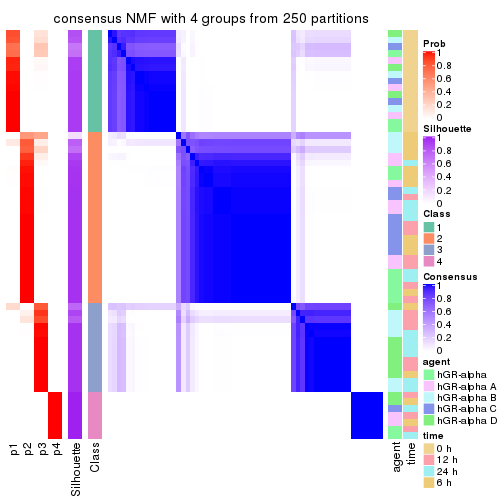 consensus NMF with 4 groups from 250 partitions
Prob
1
0.8
0.6
0.4
0.2
0
Silhouette
1
0.8
0.6
0.4
0.2
0
Class
1
2
3
4
Consensus
1
0.8
0.6
0.4
0.2
0
agent
hGR-alpha
hGR-alpha A
hGR-alpha B
hGR-alpha C
hGR-alpha D
time
0 h
12 h
24 h
6 h
p1
p2
p3
p4
Silhouette
Class
agent
time